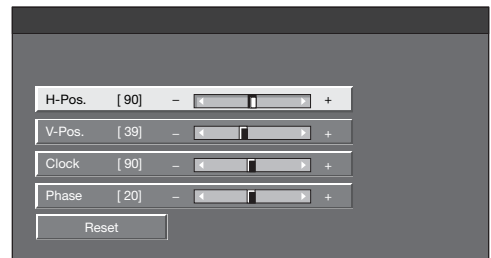 H-Pos. [ 90] – +
V-Pos. [ 39] – +
Clock [ 90] – +
Phase [ 20] – +
Reset